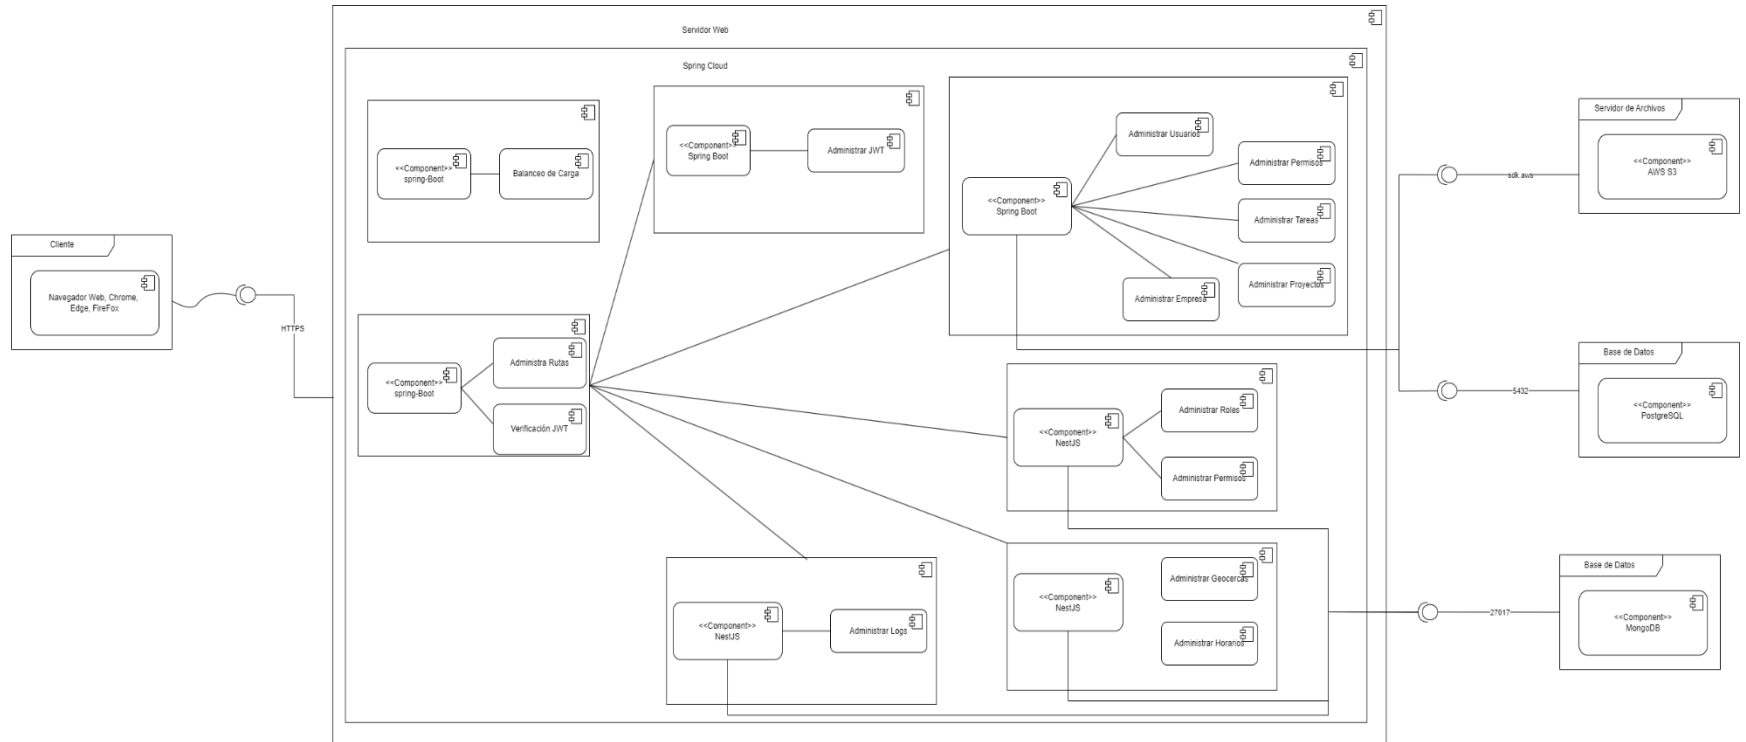 Servidor Web
Spring Cloud
Cliente
Navegador Web, Chrome,
Edge, FireFox
HTTPS
<<Component>>
spring-Boot
Balanceo de Carga
<<Component>>
Spring Boot
Administrar JWT
<<Component>>
spring-Boot
Administra Rutas
Verificación JWT
<<Component>>
Spring Boot
Administrar Usuarios
Administrar Permisos
Administrar Tareas
Administrar Proyectos
Administrar Empresa
<<Component>>
NestJS
Administrar Roles
Administrar Permisos
<<Component>>
NestJS
Administrar Geocercas
Administrar Horarios
<<Component>>
NestJS
Administrar Logs
Servidor de Archivos
<<Component>>
AWS S3
sdk.aws
Base de Datos
<<Component>>
PostgreSQL
5432
Base de Datos
<<Component>>
MongoDB
27017